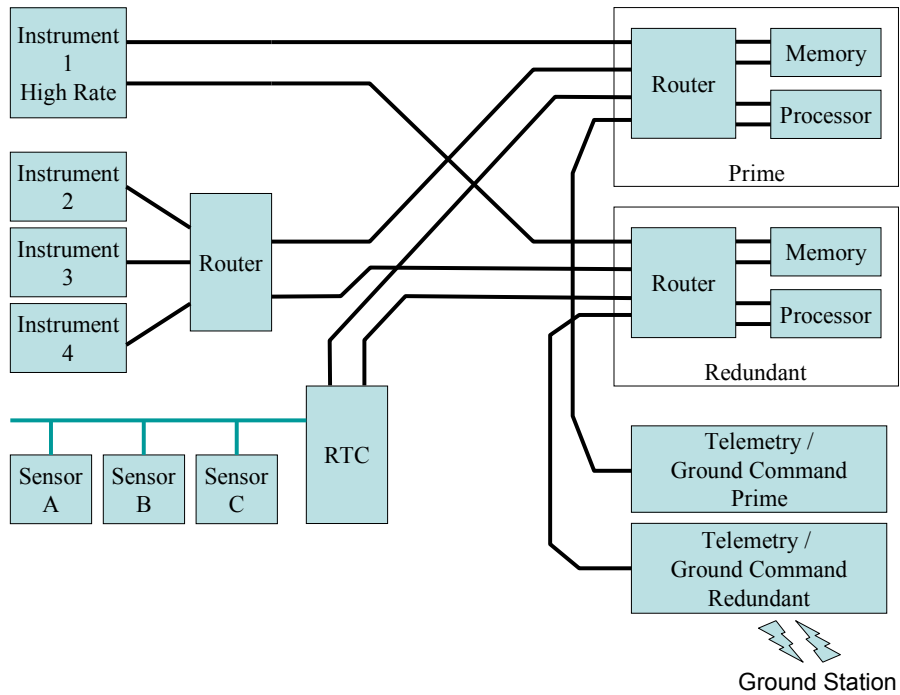 Instrument
1
High Rate
Instrument
2
Instrument
3
Instrument
4
Router
Sensor
A
Sensor
B
Sensor
C
RTC
Router
Memory
Processor
Prime
Router
Memory
Processor
Redundant
Telemetry /
Ground Command
Prime
Telemetry /
Ground Command
Redundant
Ground Station